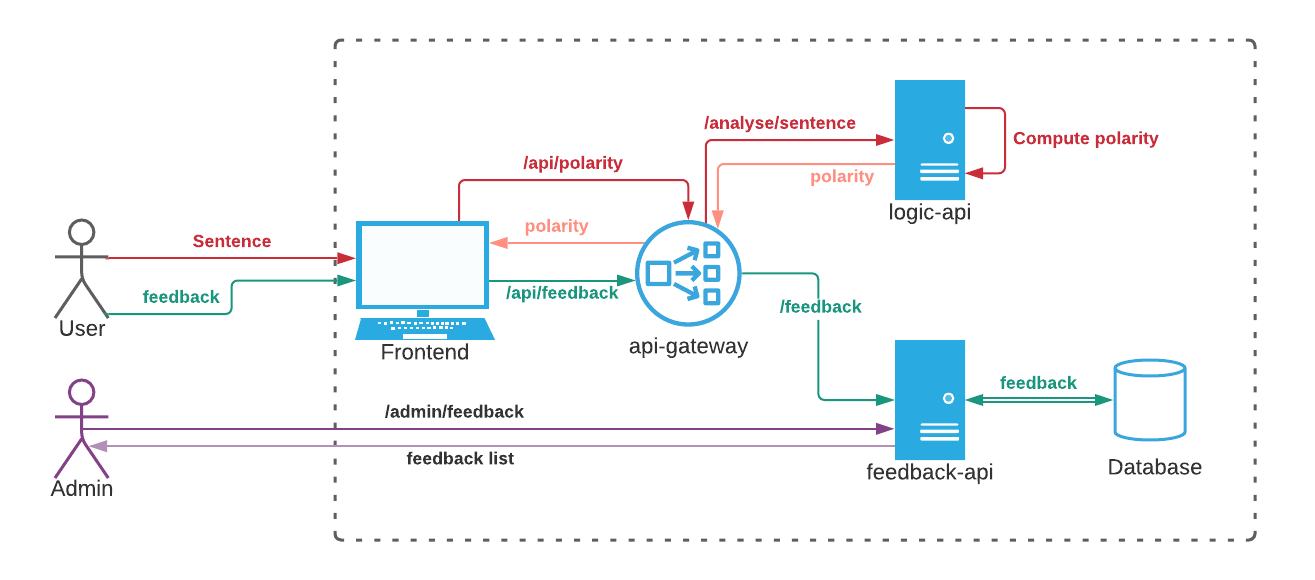 /analyse/sentence
Compute polarity
/api/polarity
polarity
logic-api
polarity
Sentence
feedback
/api/feedback
/feedback
User
Frontend
api-gateway
feedback
/admin/feedback
feedback list
feedback-api
Database
Admin